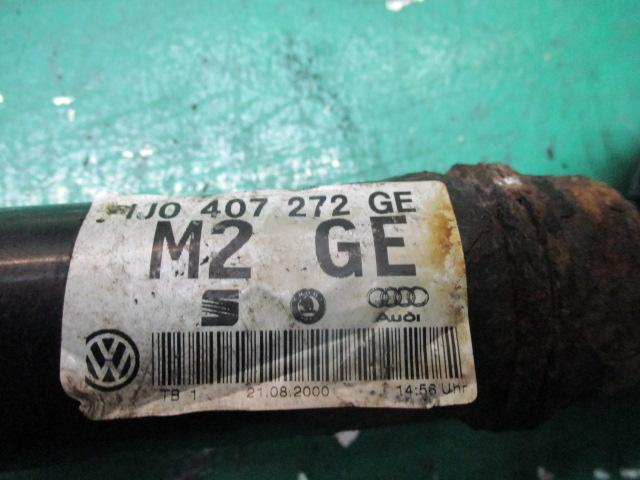 1J0 407 272 GE
M2 GE
Audi
TB 1 21.08.2000 14:56 Uhr